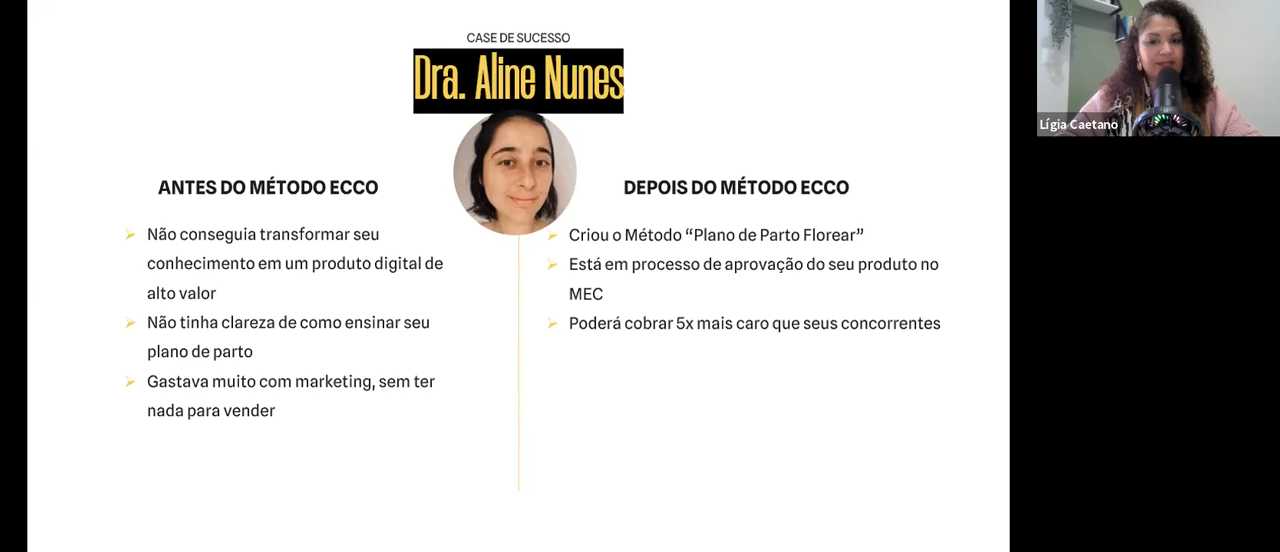 CASE DE SUCESSO
Dra. Aline Nunes
ANTES DO MÉTODO ECCO
Não conseguia transformar seu
conhecimento em um produto digital de
alto valor
Não tinha clareza de como ensinar seu
plano de parto
Gastava muito com marketing, sem ter
nada para vender
DEPOIS DO MÉTODO ECCO
Criou o Método “Plano de Parto Florear”
Está em processo de aprovação do seu produto no
MEC
Poderá cobrar 5x mais caro que seus concorrentes
Lígia Caetano